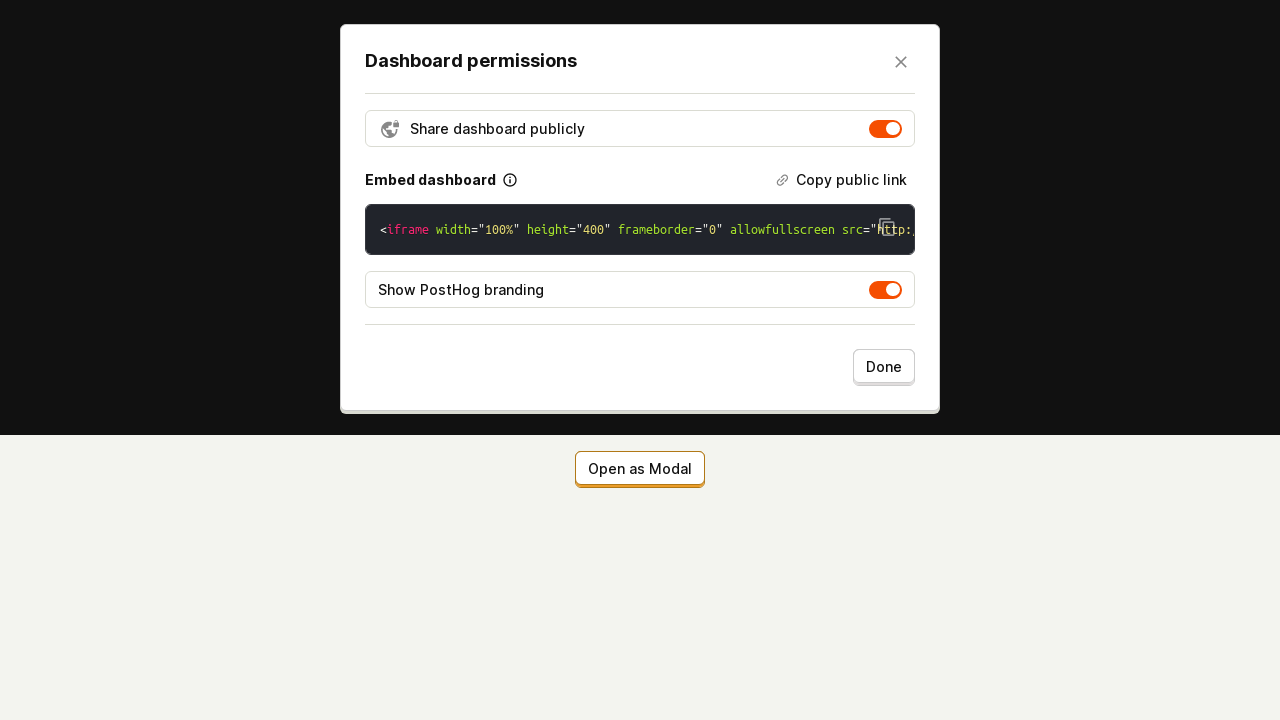 Dashboard permissions
Share dashboard publicly
Embed dashboard
Copy public link
<iframe width="100%" height="400" frameborder="0" allowfullscreen src="http:/
Show PostHog branding
Done
Open as Modal